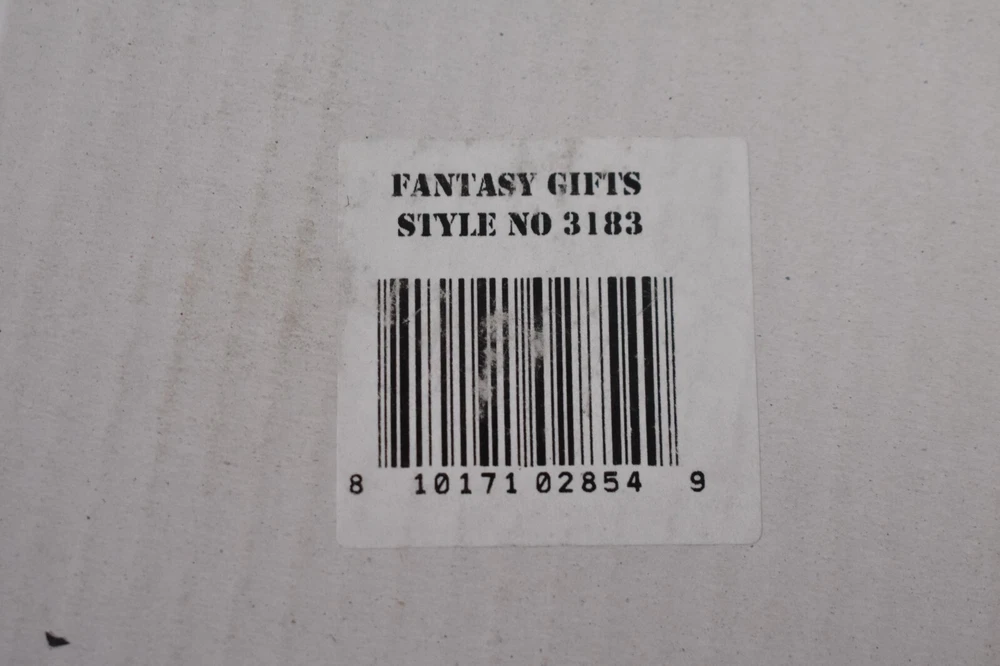 FANTASY GIFTS
STYLE NO 3183
8 10171 02854 9